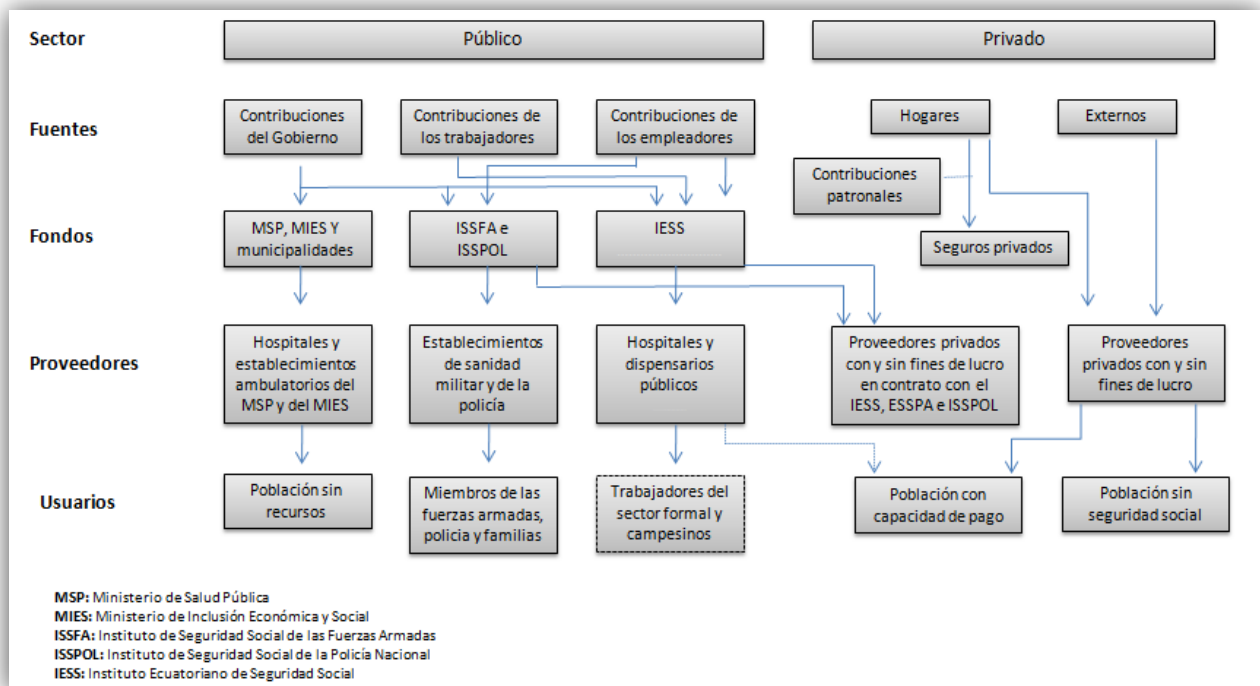 Sector
Público
Privado
Fuentes
Contribuciones
del Gobierno
Contribuciones de
los trabajadores
Contribuciones de
los empleadores
Hogares
Externos
Contribuciones
patronales
Fondos
MSP, MIES Y
municipalidades
ISSFA e
ISSPOL
IESS
Seguros privados
Proveedores
Hospitales y
establecimientos
ambulatorios del
MSP y del MIES
Establecimientos
de sanidad
militar y de la
policía
Hospitales y
dispensarios
públicos
Proveedores privados
con y sin fines de lucro
en contrato con el
IESS, ESSPA e ISSPOL
Proveedores
privados con y sin
fines de lucro
Usuarios
Población sin
recursos
Miembros de las
fuerzas armadas,
policia y familias
Trabajadores del
sector formal y
campesinos
Población con
capacidad de pago
Población sin
seguridad social
MSP: Ministerio de Salud Pública
MIES: Ministerio de Inclusión Económica y Social
ISSFA: Instituto de Seguridad Social de las Fuerzas Armadas
ISSPOL: Instituto de Seguridad Social de la Policía Nacional
IESS: Instituto Ecuatoriano de Seguridad Social